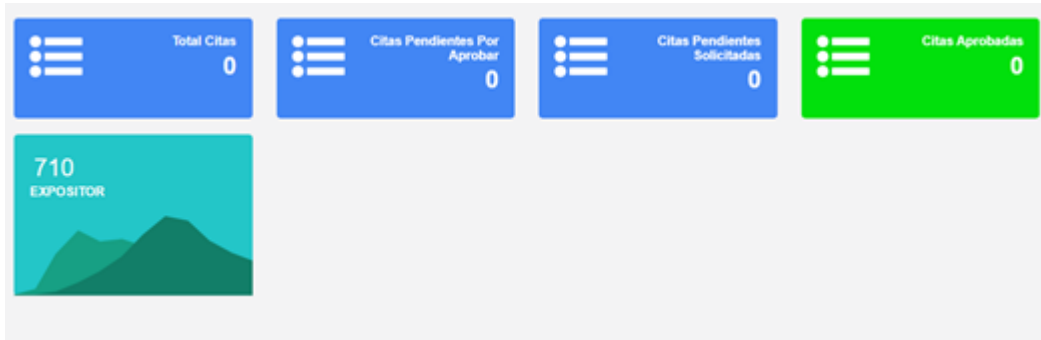 Total Citas
0
Citas Pendientes Por
Aprobar
0
Citas Pendientes
Solicitadas
0
Citas Aprobadas
0
710
EXPOSITOR